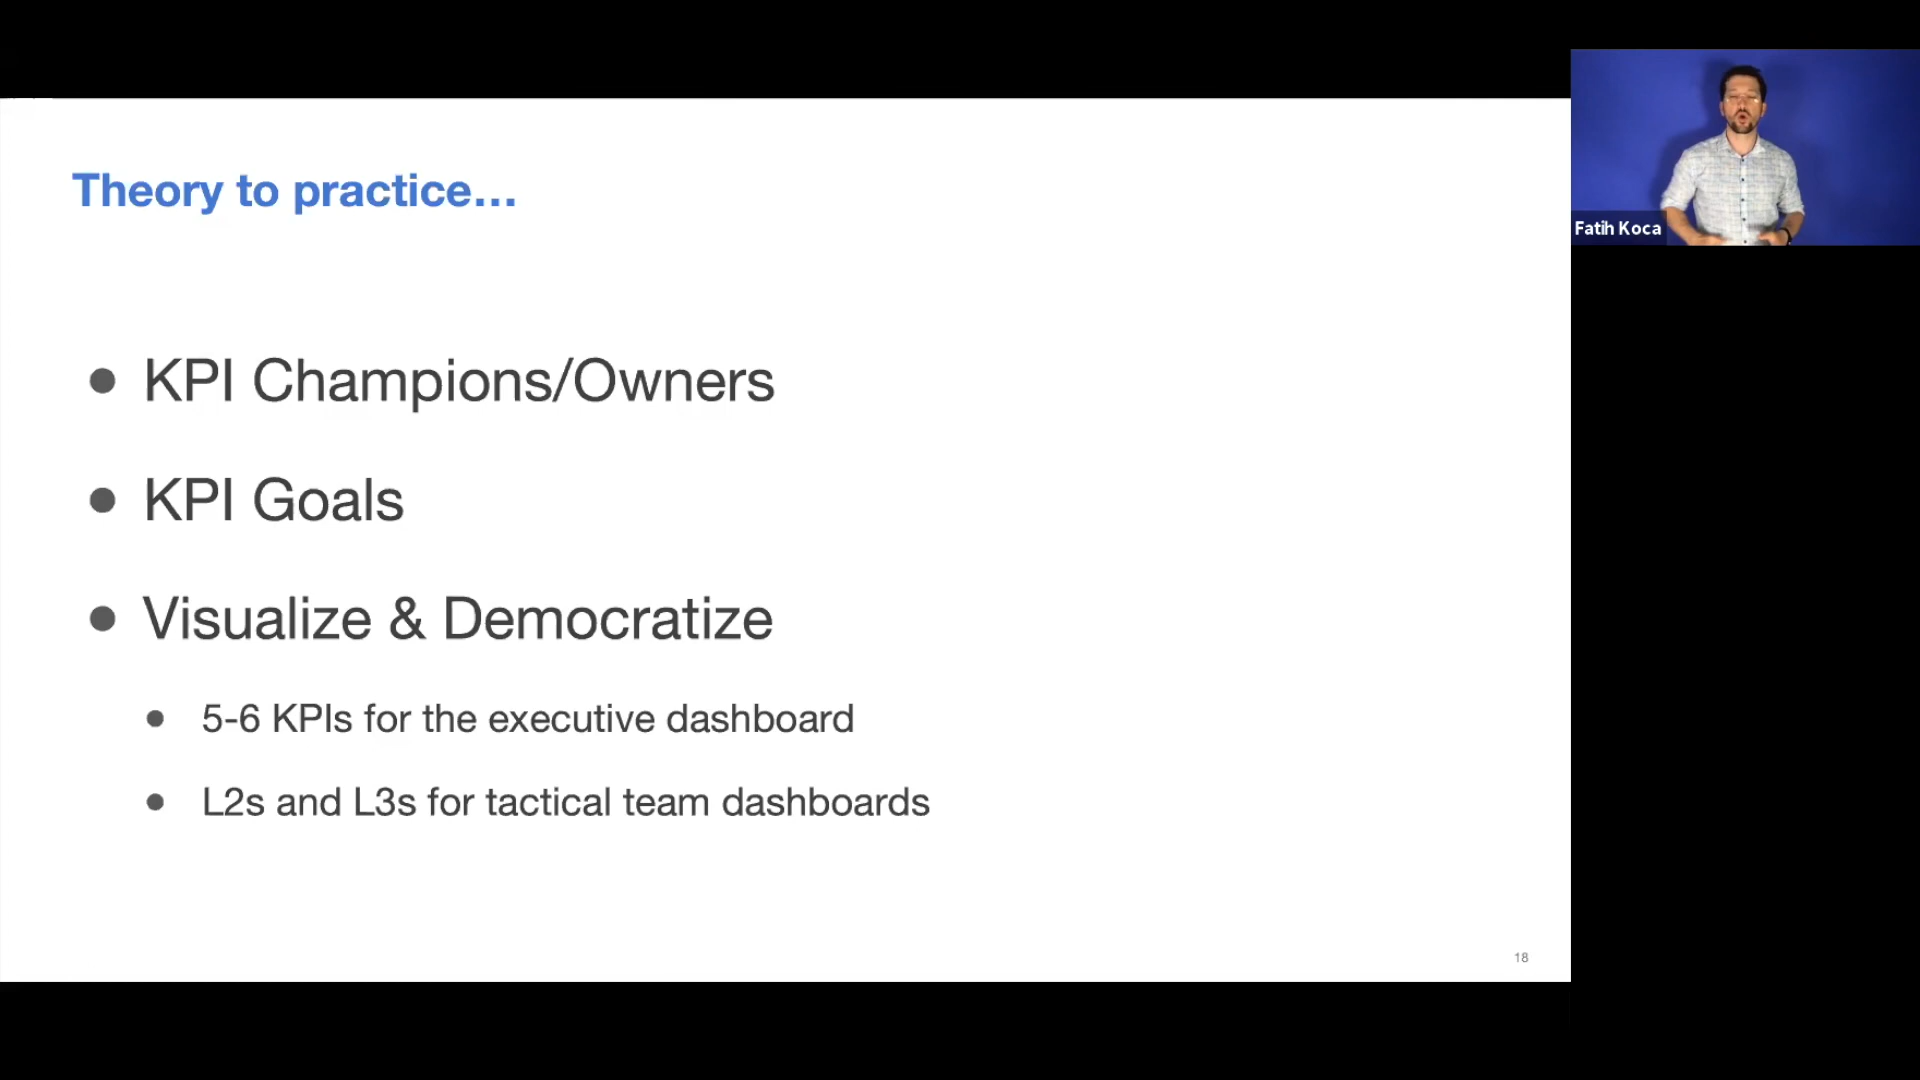 Theory to practice...
KPI Champions/Owners
KPI Goals
Visualize & Democratize
5-6 KPIs for the executive dashboard
L2s and L3s for tactical team dashboards
18
Fatih Koca